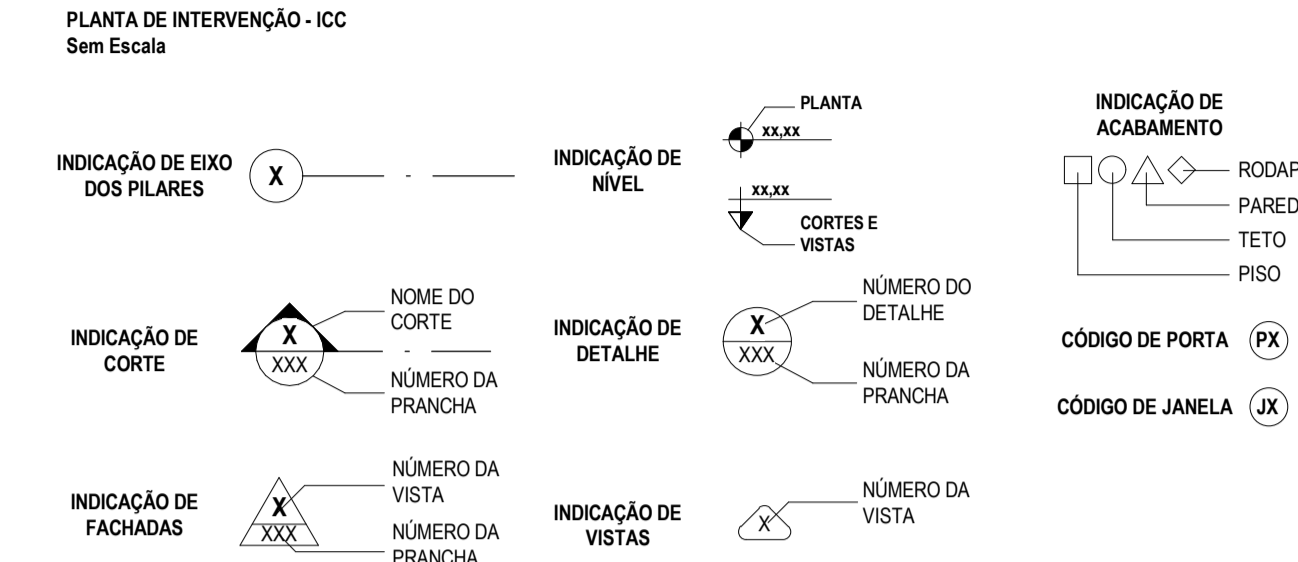 PLANTA DE INTERVENÇÃO - ICC
Sem Escala
INDICAÇÃO DE EIXO
DOS PILARES
X
INDICAÇÃO DE
NÍVEL
PLANTA
xx,xx
xx,xx
CORTES E
VISTAS
INDICAÇÃO DE
ACABAMENTO
RODAP
PARED
TETO
PISO
INDICAÇÃO DE
CORTE
X
XXX
NOME DO
CORTE
NÚMERO DA
PRANCHA
INDICAÇÃO DE
DETALHE
X
XXX
NÚMERO DO
DETALHE
NÚMERO DA
PRANCHA
CÓDIGO DE PORTA
PX
CÓDIGO DE JANELA
JX
INDICAÇÃO DE
FACHADAS
X
XXX
NÚMERO DA
VISTA
NÚMERO DA
PRANCHA
INDICAÇÃO DE
VISTAS
X
NÚMERO DA
VISTA